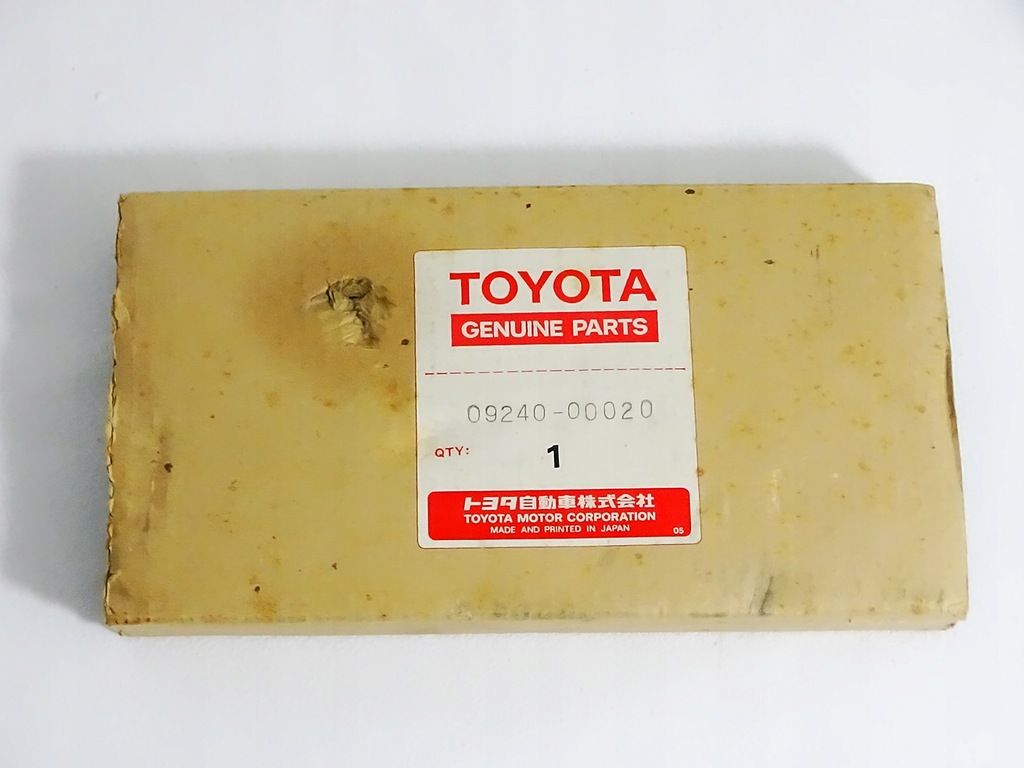 TOYOTA
GENUINE PARTS
09240-00020
QTY: 1
トヨタ自動車株式会社
TOYOTA MOTOR CORPORATION
MADE AND PRINTED IN JAPAN 05